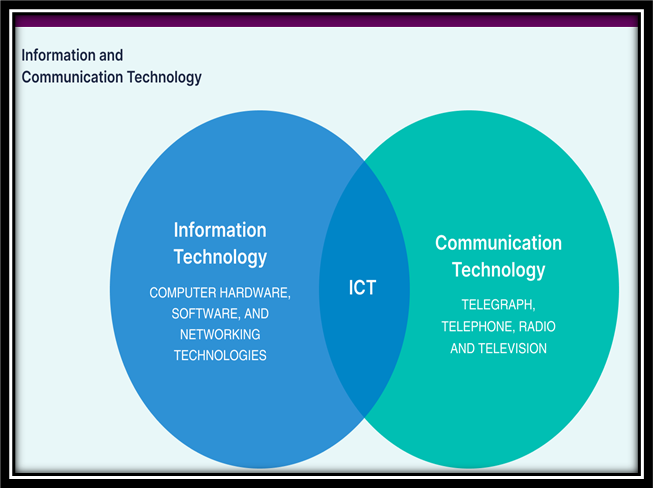 Information and
Communication Technology
Information
Technology
COMPUTER HARDWARE,
SOFTWARE, AND
NETWORKING
TECHNOLOGIES
ICT
Communication
Technology
TELEGRAPH,
TELEPHONE, RADIO
AND TELEVISION